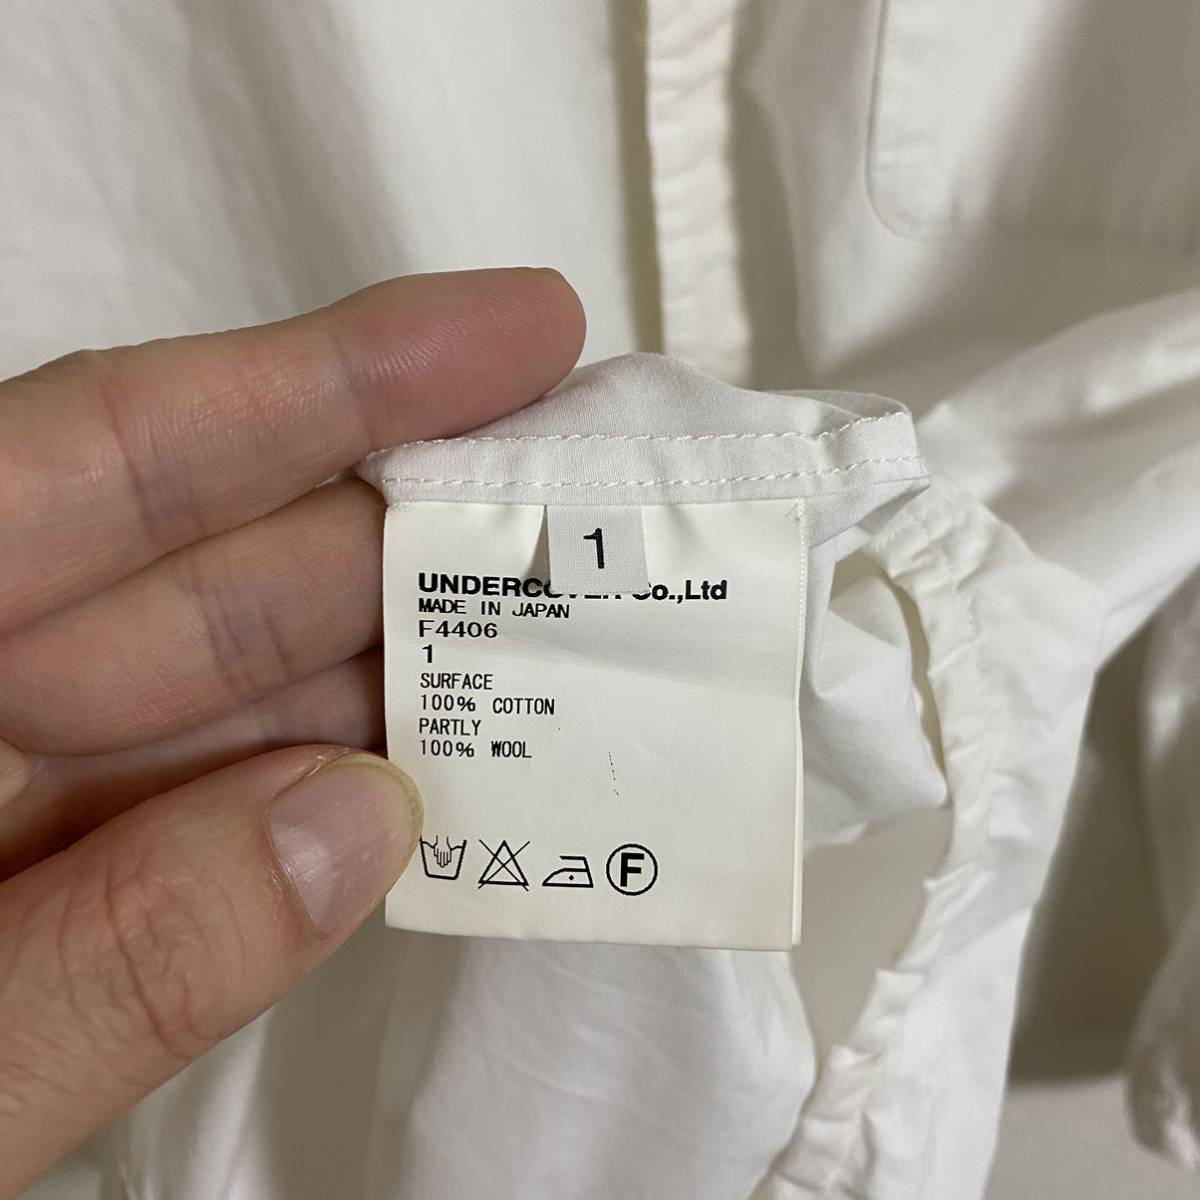 1
UNDERCOVER Co.,Ltd
MADE IN JAPAN
F4406
1
SURFACE
100% COTTON
PARTLY
100% WOOL
F